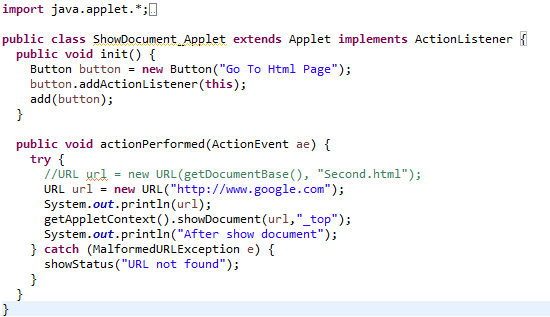 import java.applet.*;
public class ShowDocument_Applet extends Applet implements ActionListener {
public void init() {
Button button = new Button("Go To Html Page");
button.addActionListener(this);
add(button);
}
public void actionPerformed(ActionEvent ae) {
try {
//URL url = new URL(getDocumentBase(), "Second.html");
URL url = new URL("http://www.google.com");
System.out.println(url);
getAppletContext().showDocument(url,"_top");
System.out.println("After show document");
} catch (MalformedURLException e) {
showStatus("URL not found");
}
}
}